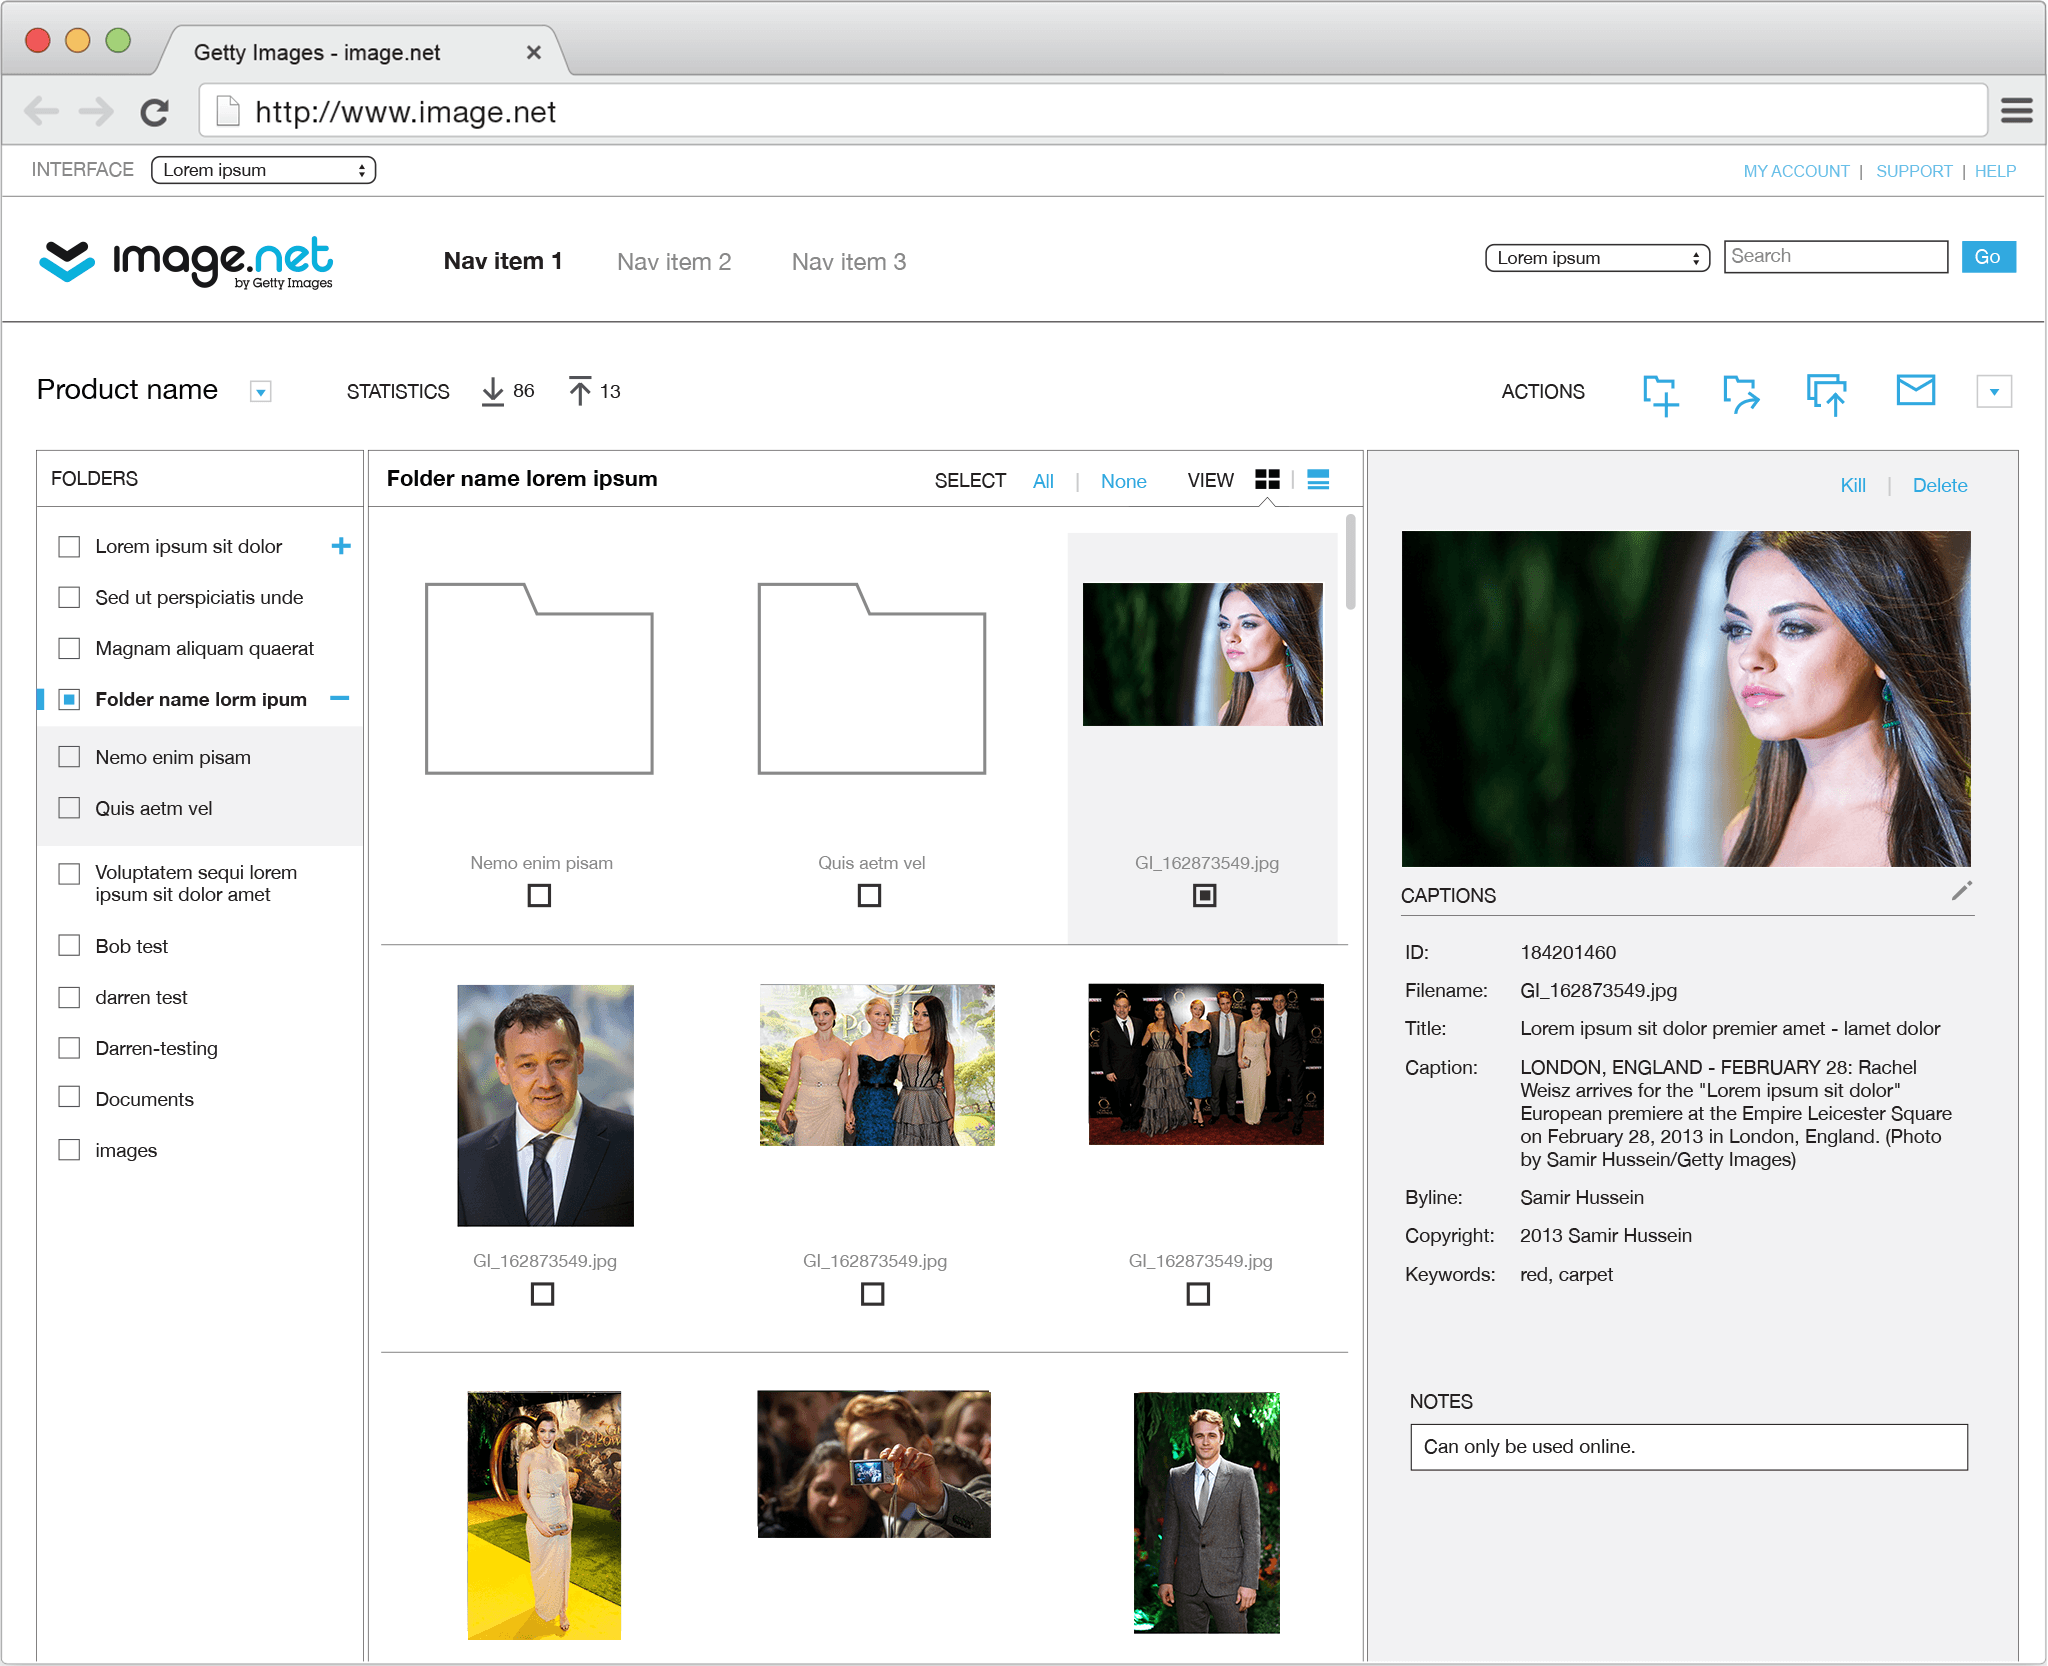 Getty Images - image.net
http://www.image.net
INTERFACE Lorem ipsum
MY ACCOUNT | SUPPORT | HELP
image.net
by Getty Images
Nav item 1 Nav item 2 Nav item 3
Lorem ipsum Search Go
Product name STATISTICS 86 13 ACTIONS
FOLDERS
Lorem ipsum sit dolor
Sed ut perspiciatis unde
Magnam aliquam quaerat
Folder name lorm ipum
Nemo enim pisam
Quis aetm vel
Voluptatem sequi lorem
ipsum sit dolor amet
Bob test
darren test
Darren-testing
Documents
images
Folder name lorem ipsum SELECT All | None VIEW
Nemo enim pisam Quis aetm vel GI_162873549.jpg
GI_162873549.jpg GI_162873549.jpg GI_162873549.jpg
Kill | Delete
CAPTIONS
ID: 184201460
Filename: GI_162873549.jpg
Title: Lorem ipsum sit dolor premier amet - lamet dolor
Caption: LONDON, ENGLAND - FEBRUARY 28: Rachel
Weisz arrives for the "Lorem ipsum sit dolor"
European premiere at the Empire Leicester Square
on February 28, 2013 in London, England. (Photo
by Samir Hussein/Getty Images)
Byline: Samir Hussein
Copyright: 2013 Samir Hussein
Keywords: red, carpet
NOTES
Can only be used online.